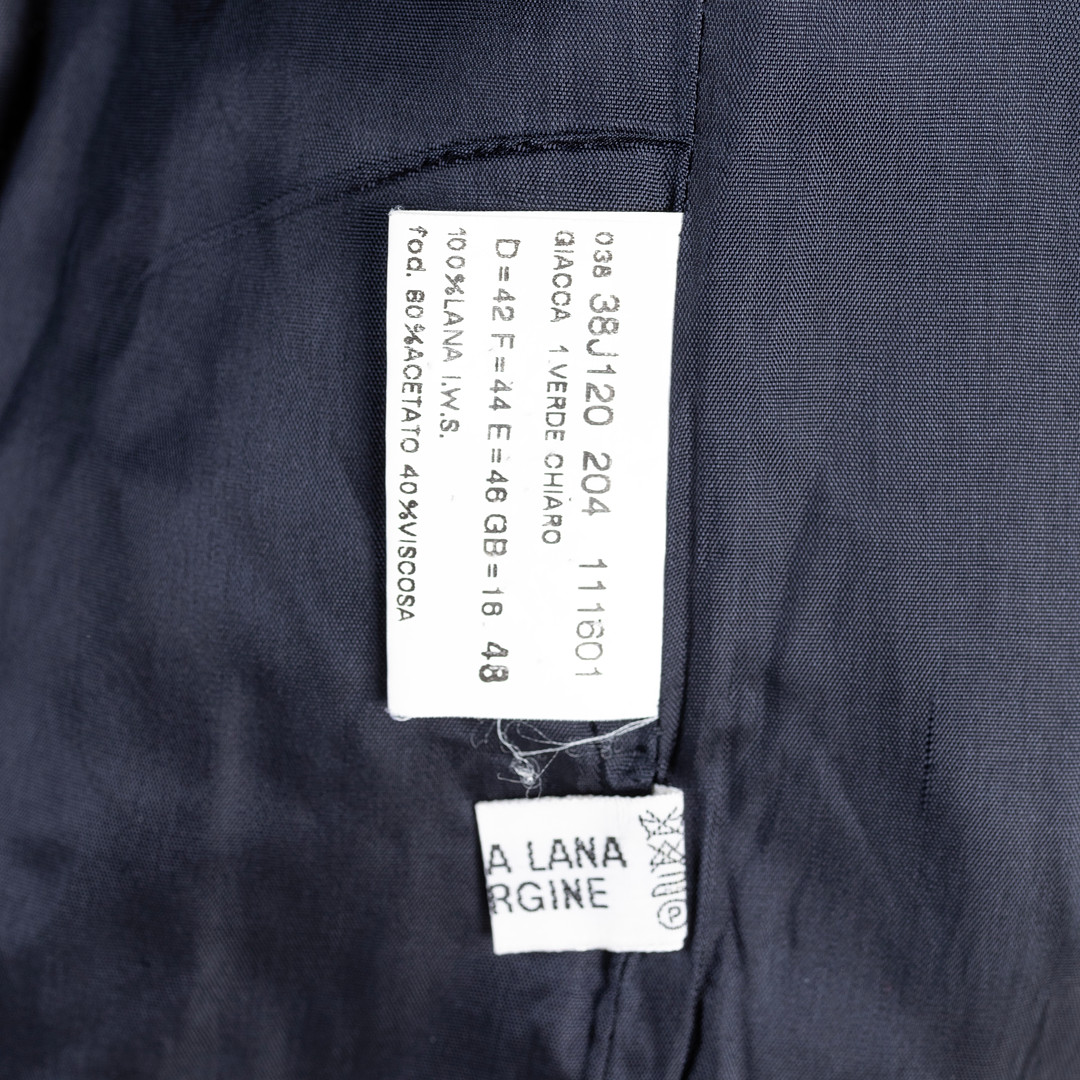 038 38J120 204 111601
GIACCA 1 VERDE CHIARO
D=42 F=44 E=46 GB=16 48
100%LANA I.W.S.
fod. 60%ACETATO 40%VISCOSA
A LANA
RGINE